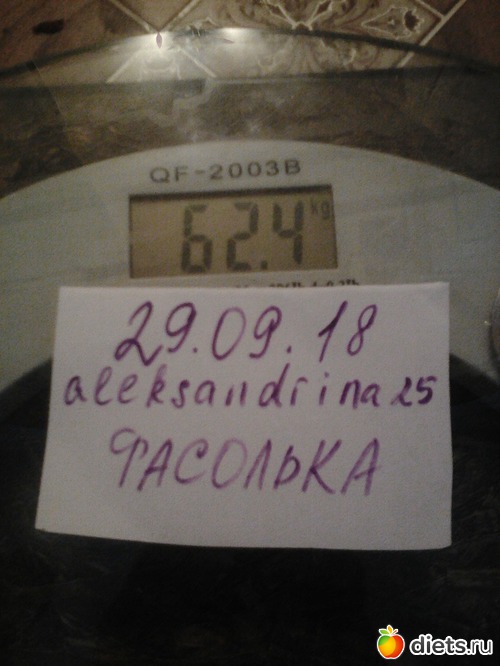 QF-2003B
62.4 kg
29.09.18
aleksandrina25
ФАСОЛЬКА
diets.ru